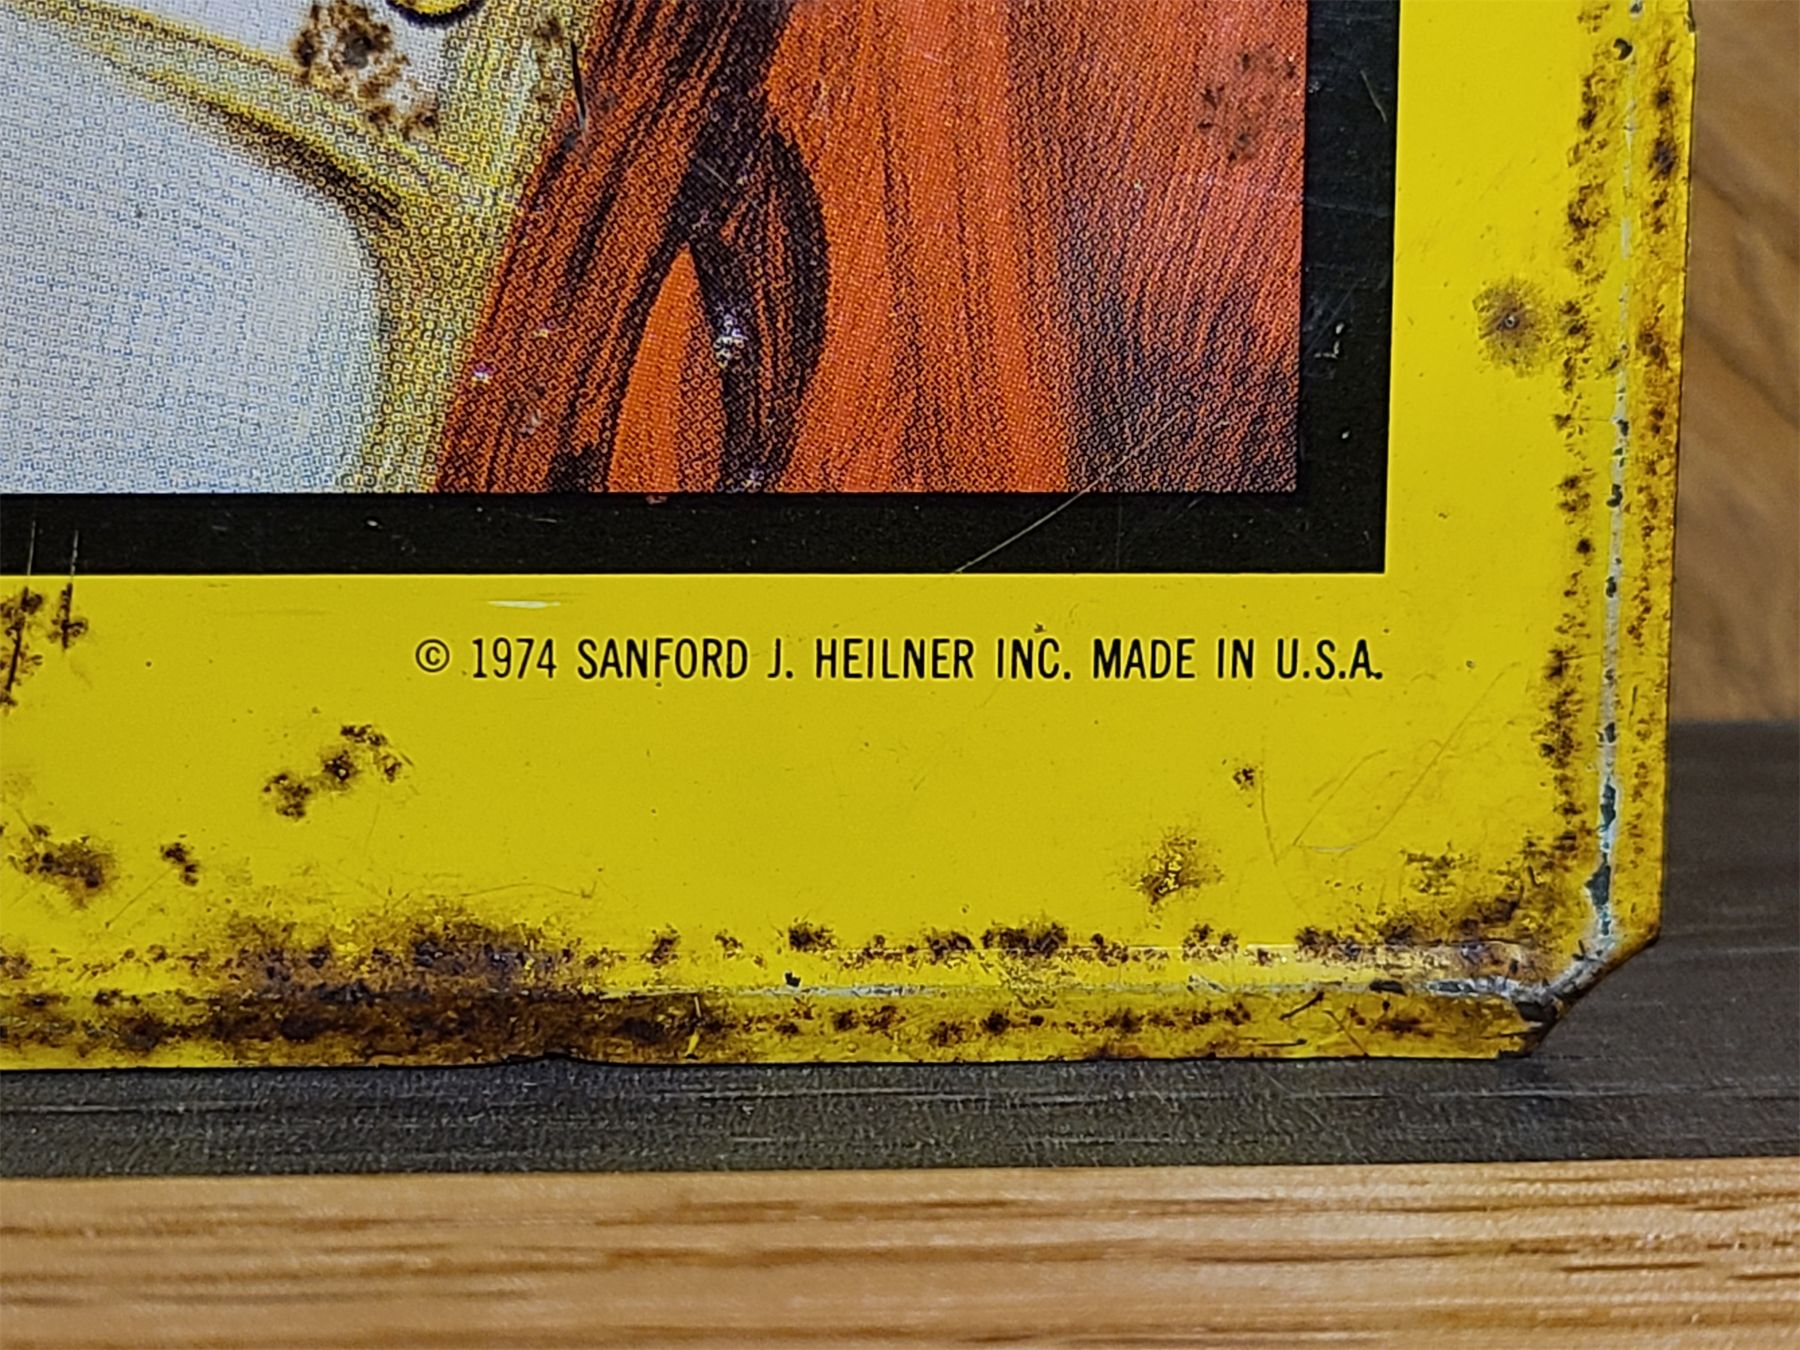 © 1974 SANFORD J. HEILNER INC. MADE IN U.S.A.